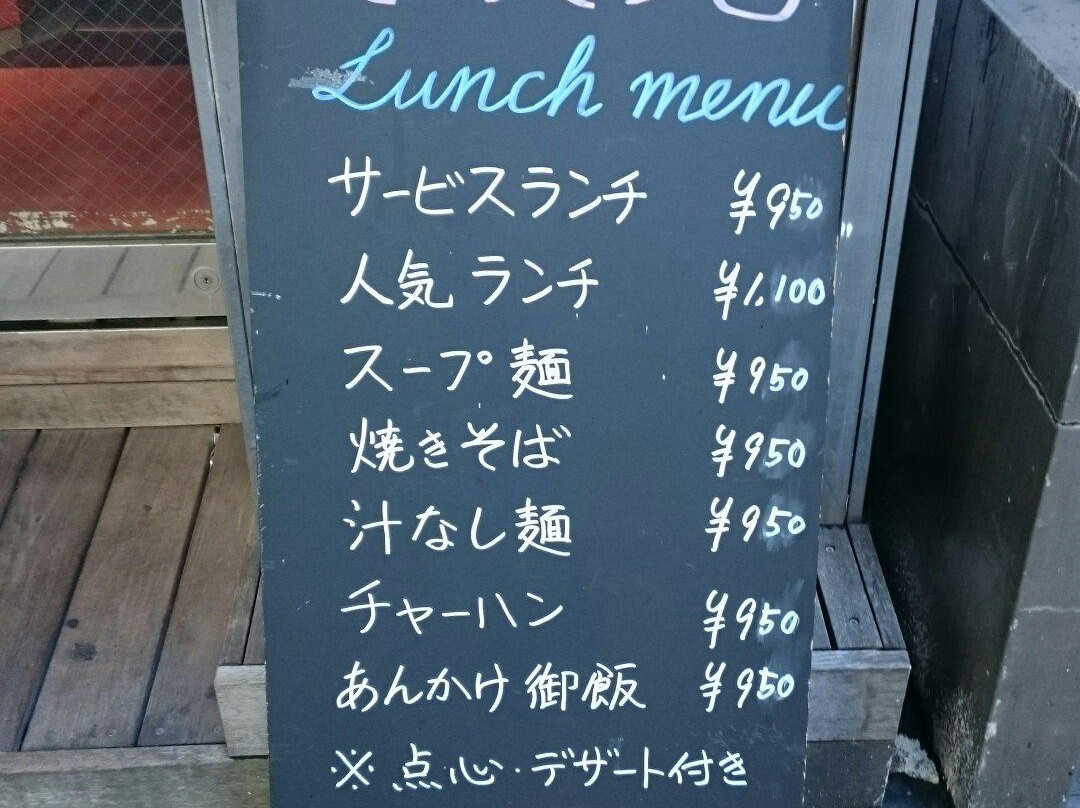 Lunch menu
サービスランチ ¥950
人気ランチ ¥1,100
スープ麺 ¥950
焼きそば ¥950
汁なし麺 ¥950
チャーハン ¥950
あんかけ御飯 ¥950
※点心・デザート付き